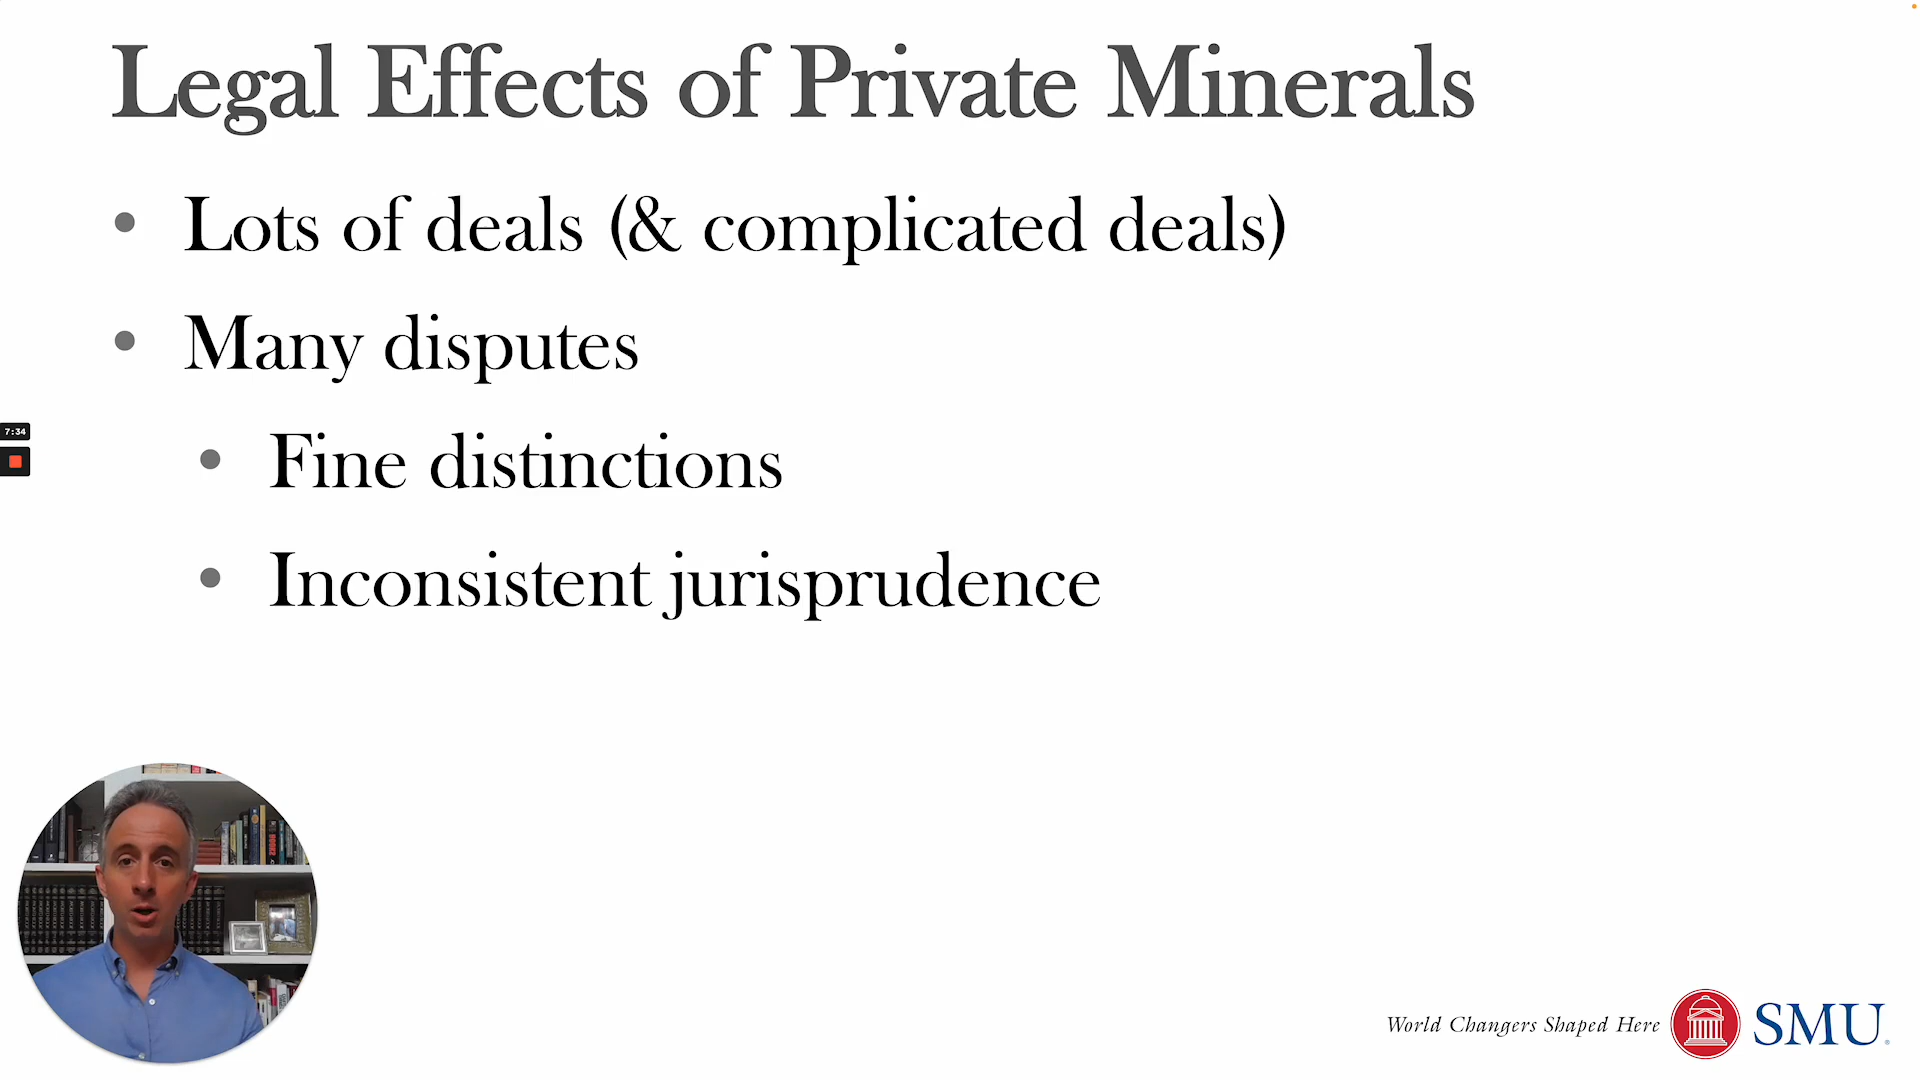 Legal Effects of Private Minerals
• Lots of deals (& complicated deals)
• Many disputes
• Fine distinctions
• Inconsistent jurisprudence
7:34
World Changers Shaped Here
SMU